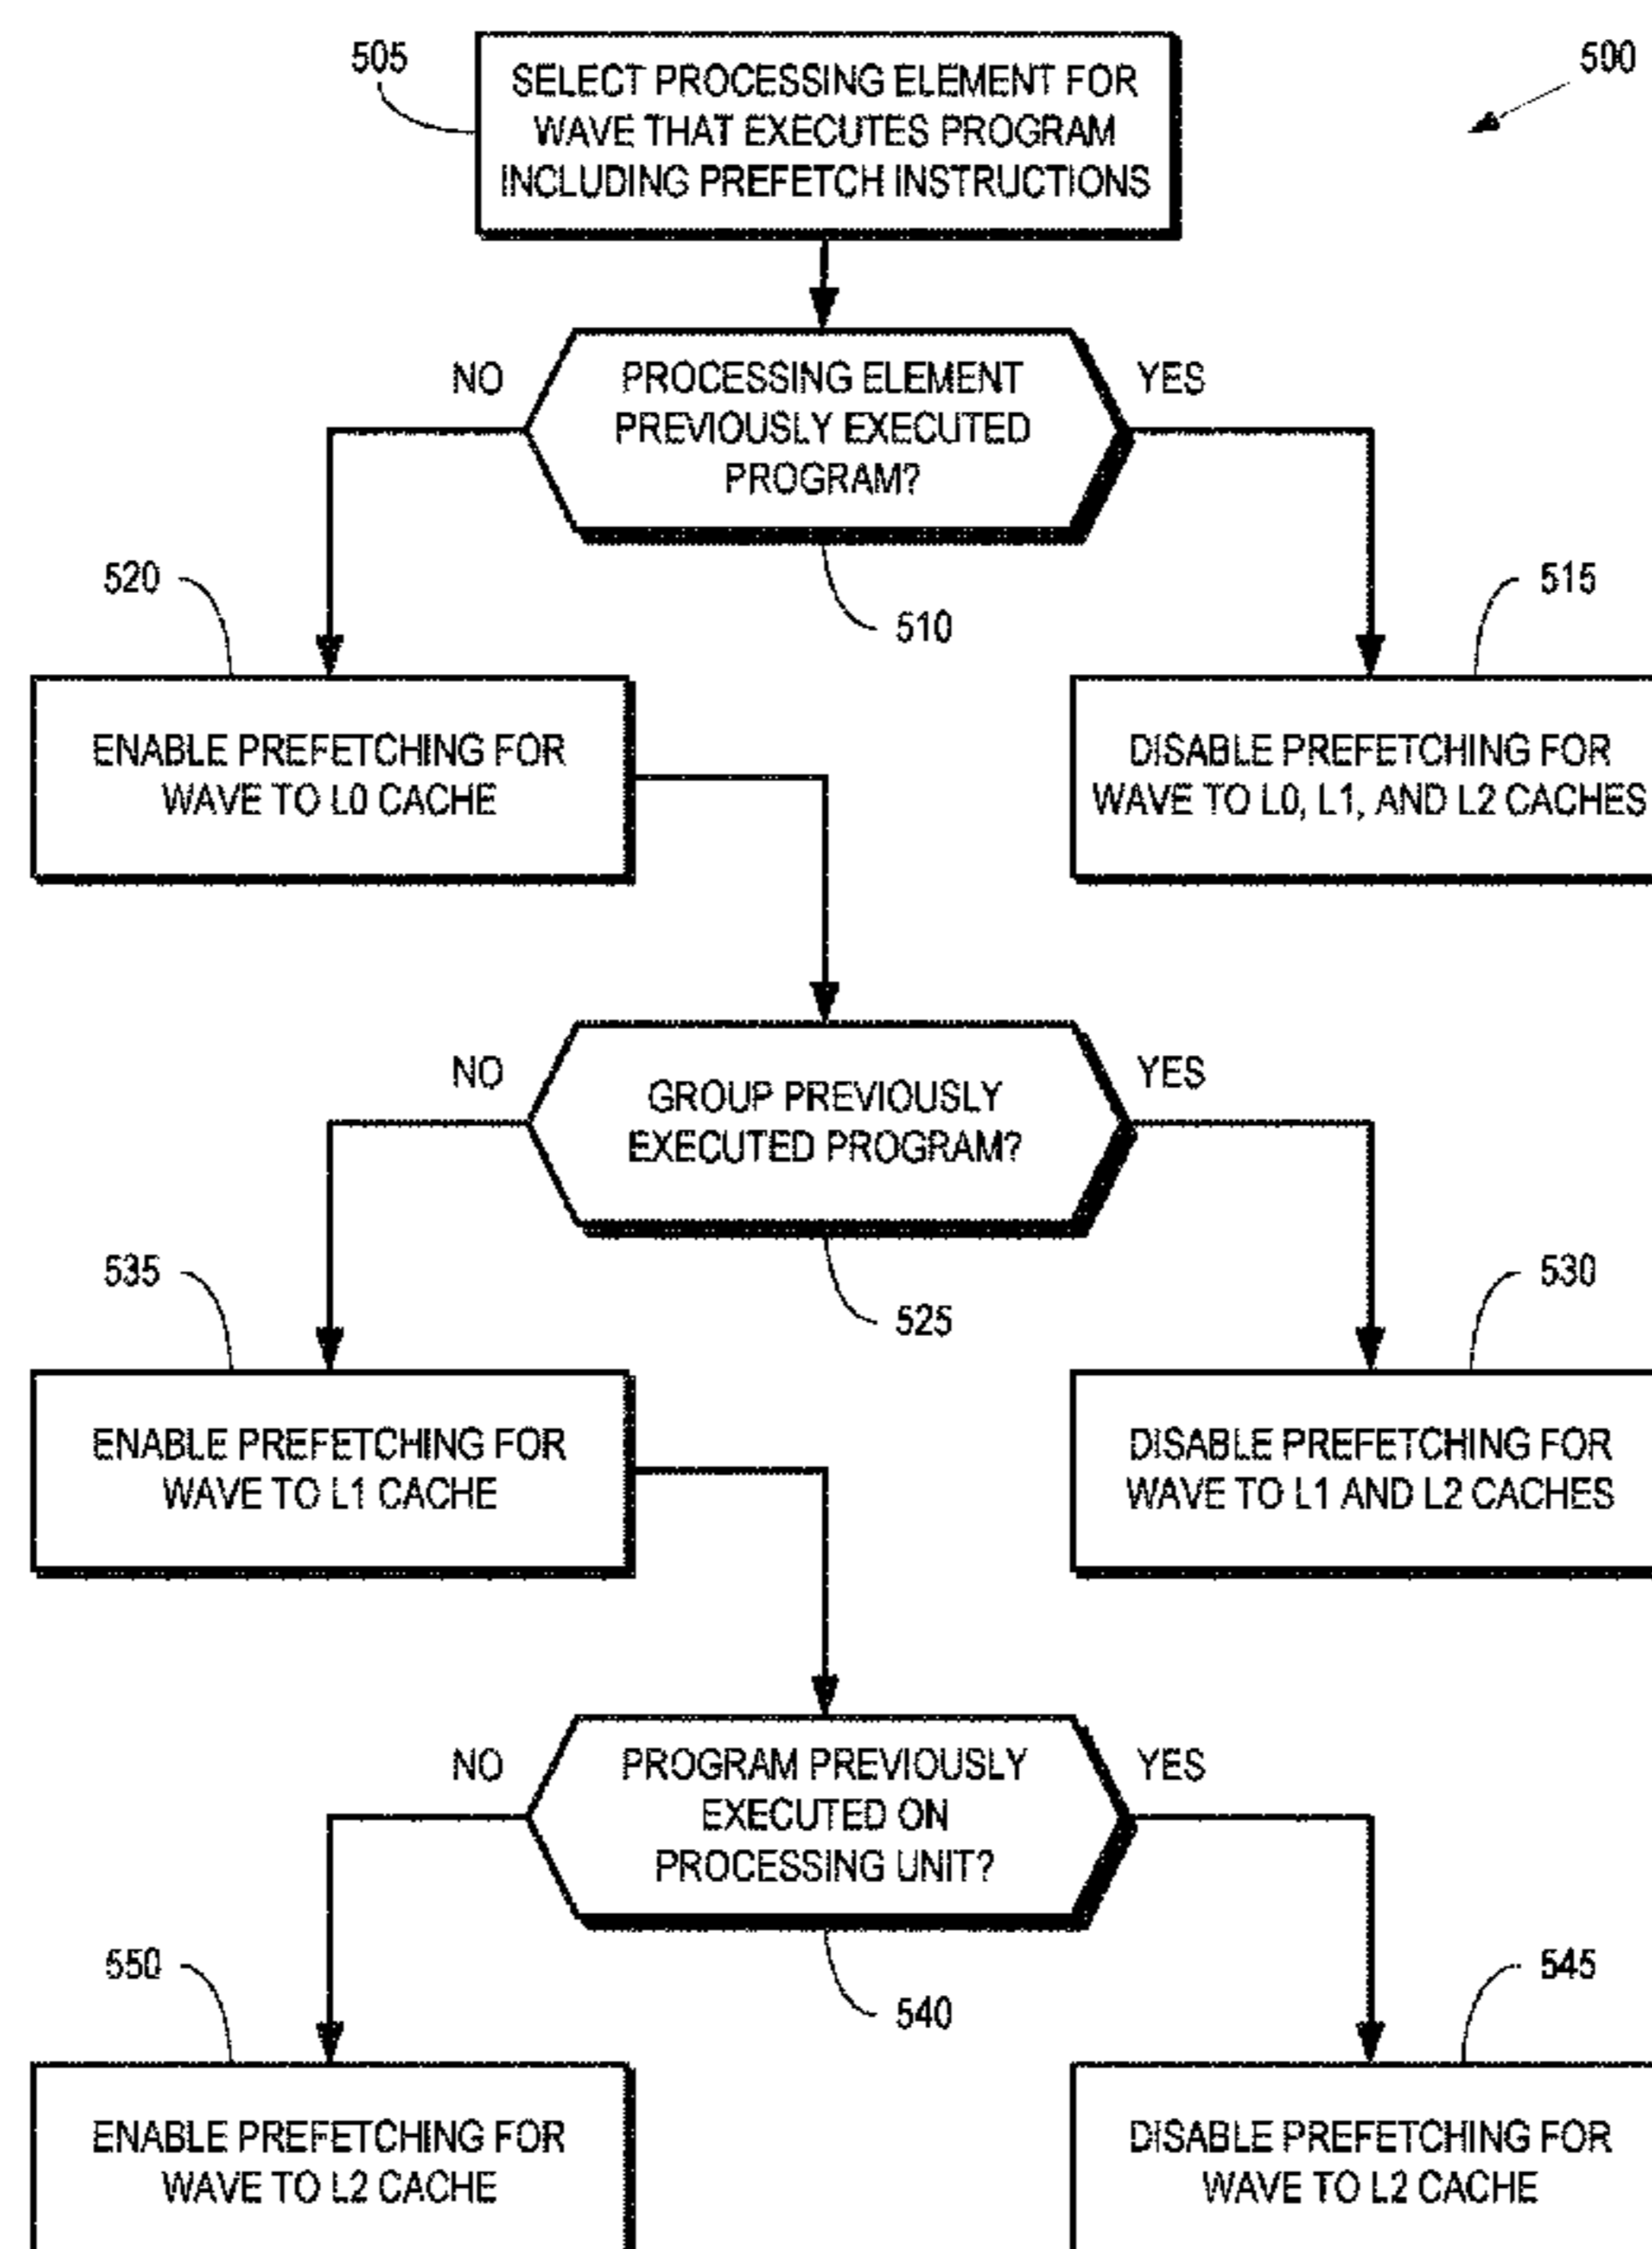 505
500
SELECT PROCESSING ELEMENT FOR
WAVE THAT EXECUTES PROGRAM
INCLUDING PREFETCH INSTRUCTIONS
NO
PROCESSING ELEMENT
PREVIOUSLY EXECUTED
PROGRAM?
YES
510
520
515
ENABLE PREFETCHING FOR
WAVE TO L0 CACHE
DISABLE PREFETCHING FOR
WAVE TO L0, L1, AND L2 CACHES
NO
GROUP PREVIOUSLY
EXECUTED PROGRAM?
YES
525
535
530
ENABLE PREFETCHING FOR
WAVE TO L1 CACHE
DISABLE PREFETCHING FOR
WAVE TO L1 AND L2 CACHES
NO
PROGRAM PREVIOUSLY
EXECUTED ON
PROCESSING UNIT?
YES
540
550
545
ENABLE PREFETCHING FOR
WAVE TO L2 CACHE
DISABLE PREFETCHING FOR
WAVE TO L2 CACHE